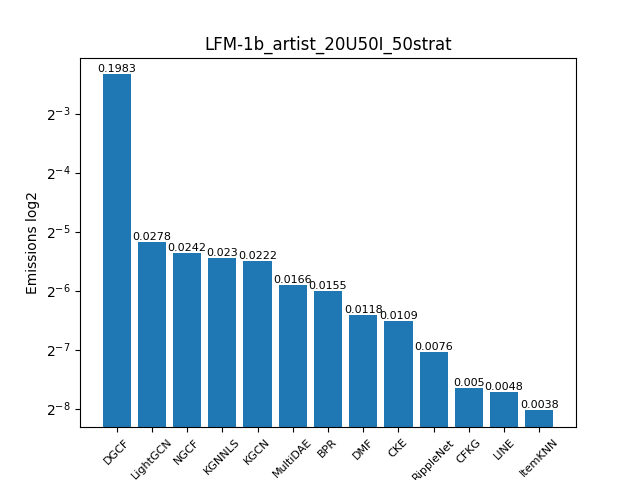 LFM-1b_artist_20U50I_50strat
Emissions log2
2^-3
2^-4
2^-5
2^-6
2^-7
2^-8
0.1983
0.0278
0.0242
0.023
0.0222
0.0166
0.0155
0.0118
0.0109
0.0076
0.005
0.0048
0.0038
DGCF
LightGCN
NGCF
KGNNLS
KGCN
MultiDAE
BPR
DMF
CKE
RippleNet
CFKG
LINE
ItemKNN